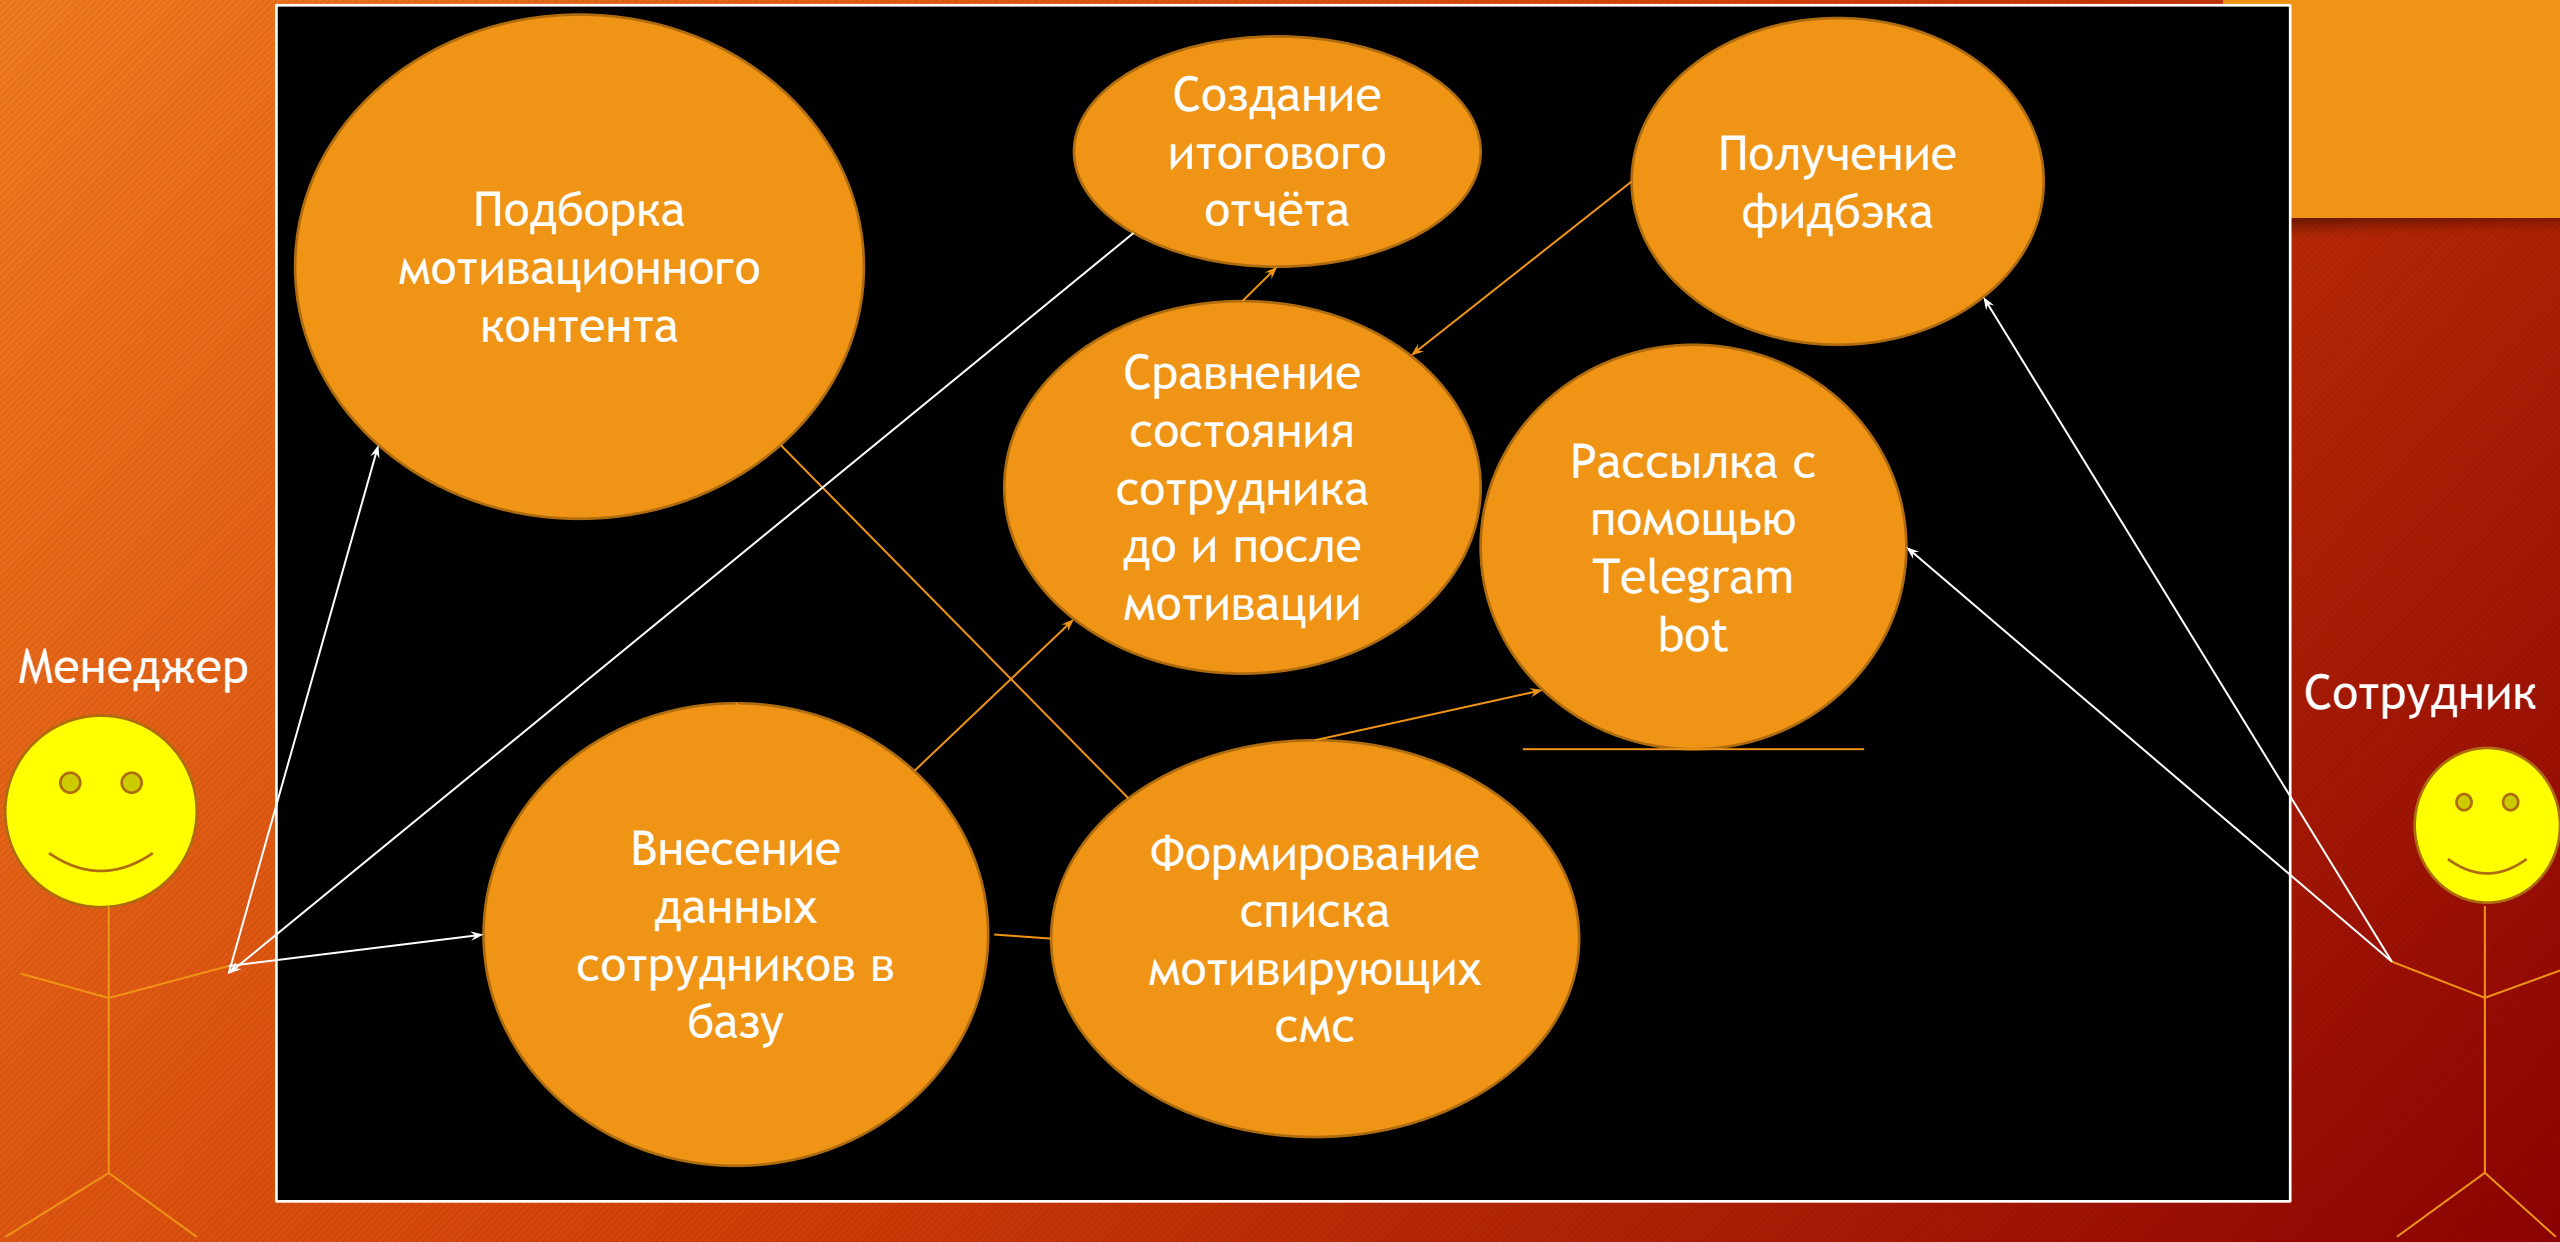 Подборка
мотивационного
контента
Создание
итогового
отчёта
Получение
фидбэка
Сравнение
состояния
сотрудника
до и после
мотивации
Рассылка с
помощью
Telegram
bot
Менеджер
Сотрудник
Внесение
данных
сотрудников в
базу
Формирование
списка
мотивирующих
смс